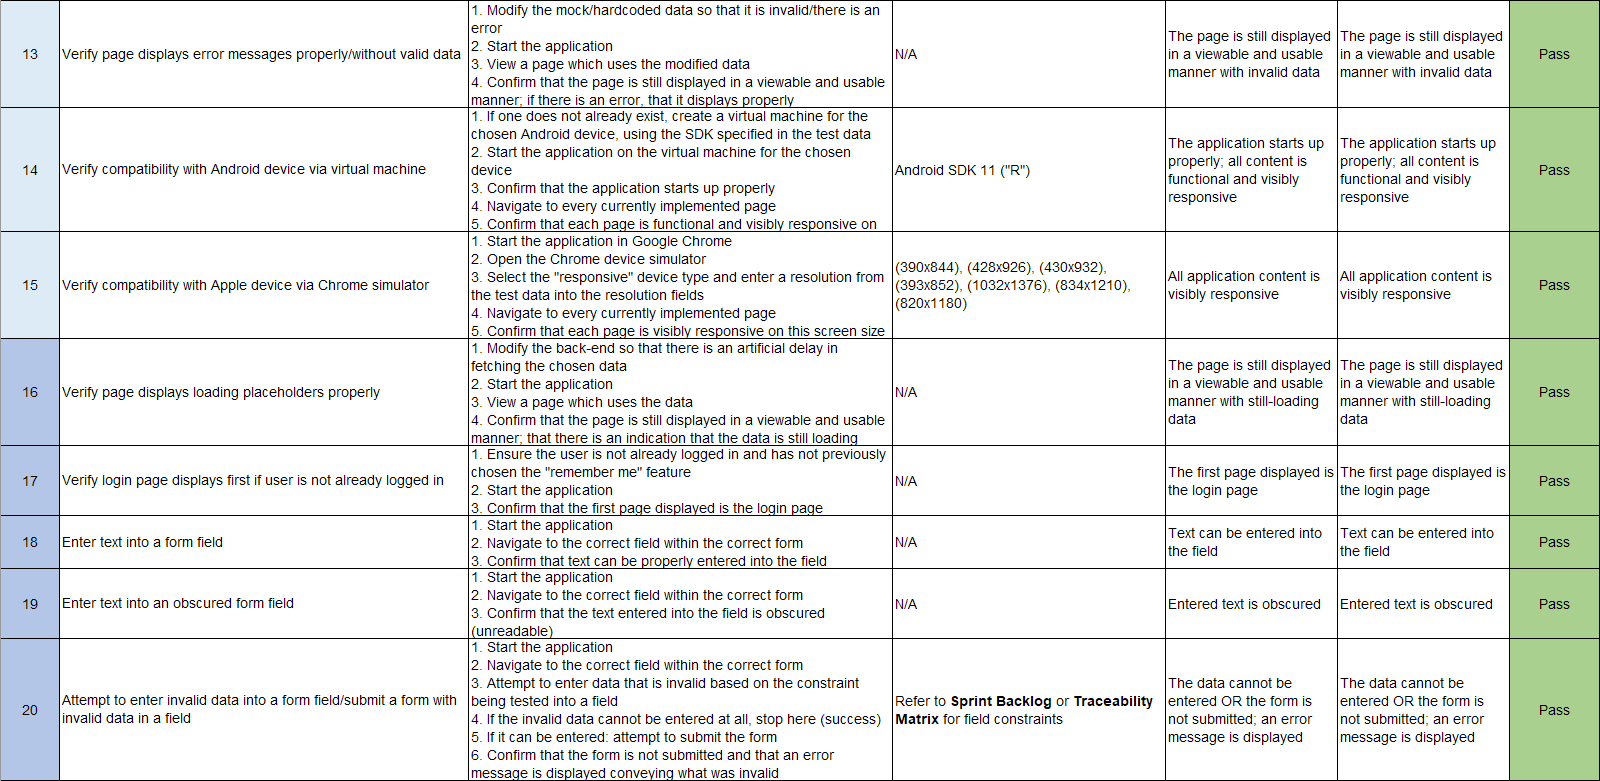 13
Verify page displays error messages properly/without valid data
1. Modify the mock/hardcoded data so that it is invalid/there is an
error
2. Start the application
3. View a page which uses the modified data
4. Confirm that the page is still displayed in a viewable and usable
manner; if there is an error, that it displays properly
N/A
The page is still displayed
in a viewable and usable
manner with invalid data
The page is still displayed
in a viewable and usable
manner with invalid data
Pass
14
Verify compatibility with Android device via virtual machine
1. If one does not already exist, create a virtual machine for the
chosen Android device, using the SDK specified in the test data
2. Start the application on the virtual machine for the chosen
device
3. Confirm that the application starts up properly
4. Navigate to every currently implemented page
5. Confirm that each page is functional and visibly responsive on
Android SDK 11 ("R")
The application starts up
properly; all content is
functional and visibly
responsive
The application starts up
properly; all content is
functional and visibly
responsive
Pass
15
Verify compatibility with Apple device via Chrome simulator
1. Start the application in Google Chrome
2. Open the Chrome device simulator
3. Select the "responsive" device type and enter a resolution from
the test data into the resolution fields
4. Navigate to every currently implemented page
5. Confirm that each page is visibly responsive on this screen size
(390x844), (428x926), (430x932),
(393x852), (1032x1376), (834x1210),
(820x1180)
All application content is
visibly responsive
All application content is
visibly responsive
Pass
16
Verify page displays loading placeholders properly
1. Modify the back-end so that there is an artificial delay in
fetching the chosen data
2. Start the application
3. View a page which uses the data
4. Confirm that the page is still displayed in a viewable and usable
manner; that there is an indication that the data is still loading
N/A
The page is still displayed
in a viewable and usable
manner with still-loading
data
The page is still displayed
in a viewable and usable
manner with still-loading
data
Pass
17
Verify login page displays first if user is not already logged in
1. Ensure the user is not already logged in and has not previously
chosen the "remember me" feature
2. Start the application
3. Confirm that the first page displayed is the login page
N/A
The first page displayed is
the login page
The first page displayed is
the login page
Pass
18
Enter text into a form field
1. Start the application
2. Navigate to the correct field within the correct form
3. Confirm that text can be properly entered into the field
N/A
Text can be entered into
the field
Text can be entered into
the field
Pass
19
Enter text into an obscured form field
1. Start the application
2. Navigate to the correct field within the correct form
3. Confirm that the text entered into the field is obscured
(unreadable)
N/A
Entered text is obscured
Entered text is obscured
Pass
20
Attempt to enter invalid data into a form field/submit a form with
invalid data in a field
1. Start the application
2. Navigate to the correct field within the correct form
3. Attempt to enter data that is invalid based on the constraint
being tested into a field
4. If the invalid data cannot be entered at all, stop here (success)
5. If it can be entered: attempt to submit the form
6. Confirm that the form is not submitted and that an error
message is displayed conveying what was invalid
Refer to Sprint Backlog or Traceability
Matrix for field constraints
The data cannot be
entered OR the form is
not submitted; an error
message is displayed
The data cannot be
entered OR the form is
not submitted; an error
message is displayed
Pass